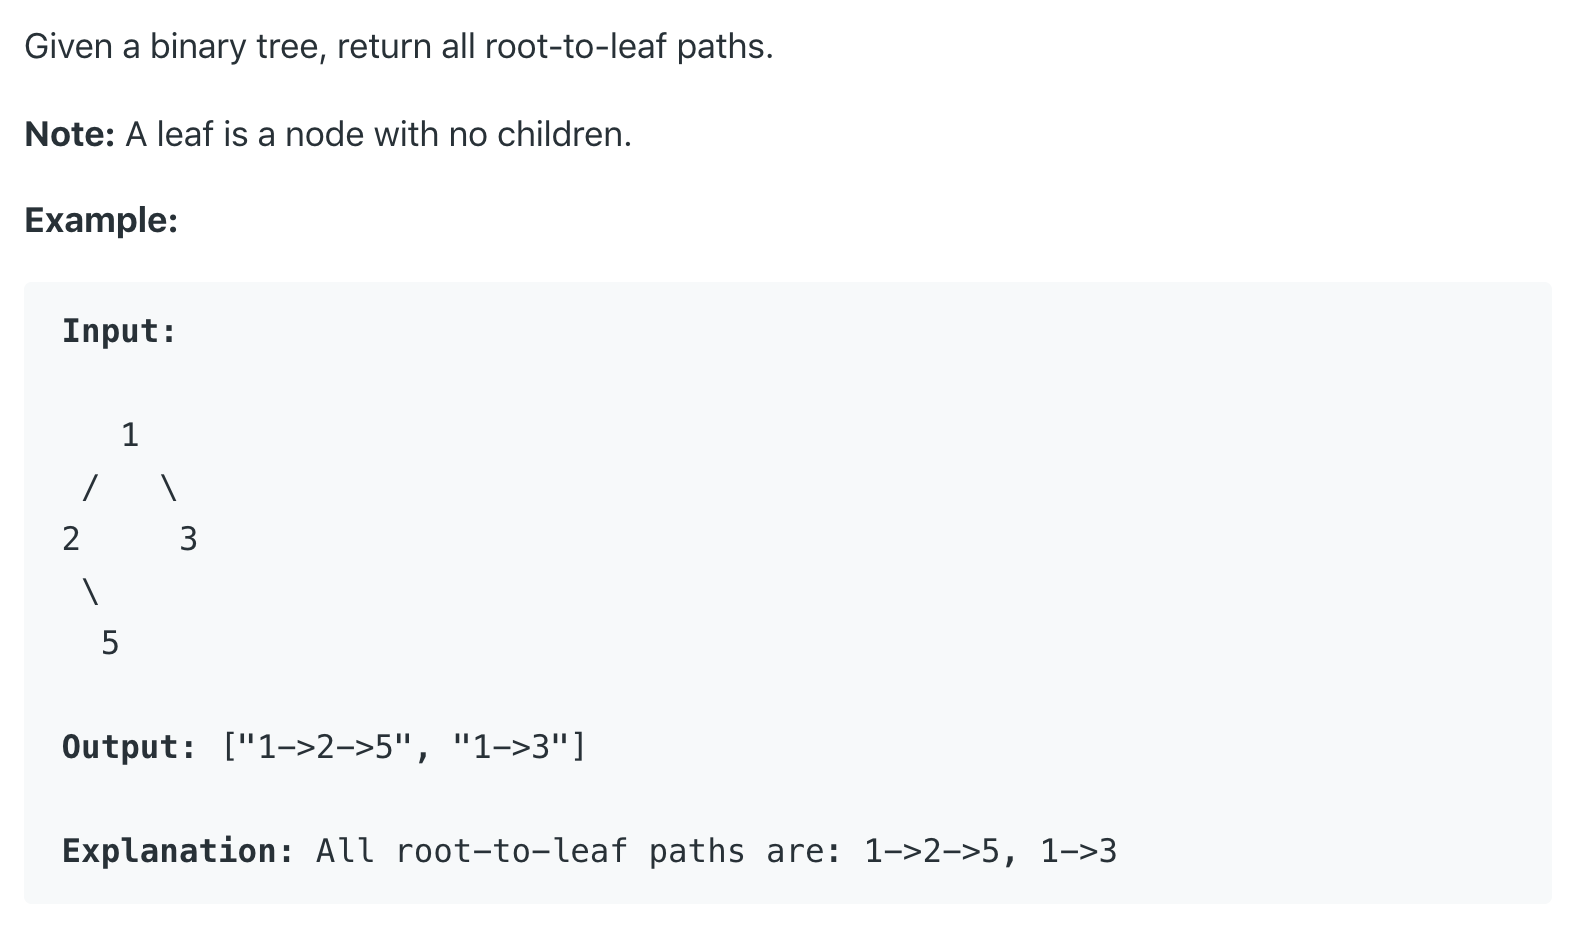 Given a binary tree, return all root-to-leaf paths.
Note: A leaf is a node with no children.
Example:
Input:
   1
 /   \
2     3
 \
  5
Output: ["1->2->5", "1->3"]
Explanation: All root-to-leaf paths are: 1->2->5, 1->3